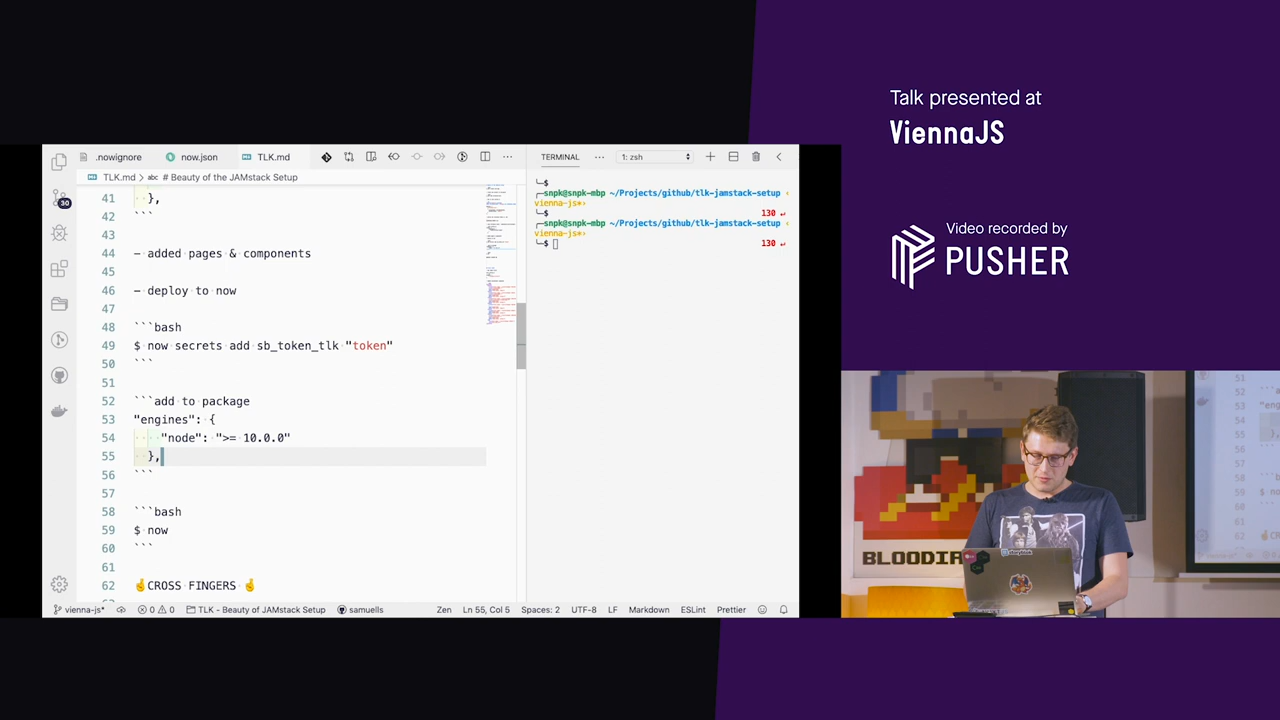 Talk presented at
ViennaJS
Video recorded by
PUSHER
.nowignore
now.json
TLK.md
TERMINAL
1: zsh
TLK.md > abc # Beauty of the JAMstack Setup
30
41 },
42 ```
43
44 - added pages & components
45
46 - deploy to now
47
48 ```bash
49 $ now secrets add sb_token_tlk "token"
50 ```
51
52 ```add to package
53 "engines": {
54 "node": ">= 10.0.0"
55 },
56 ```
57
58 ```bash
59 $ now
60 ```
61
62 🤞CROSS FINGERS 🤞
$
snpk@snpk-mbp ~/Projects/github/tlk-jamstack-setup ‹
vienna-js*›
$ 130 ↵
snpk@snpk-mbp ~/Projects/github/tlk-jamstack-setup ‹
vienna-js*›
$ 130 ↵
vienna-js* 0 0 TLK - Beauty of JAMstack Setup samuells Zen Ln 55, Col 5 Spaces: 2 UTF-8 LF Markdown ESLint Prettier
storyblok